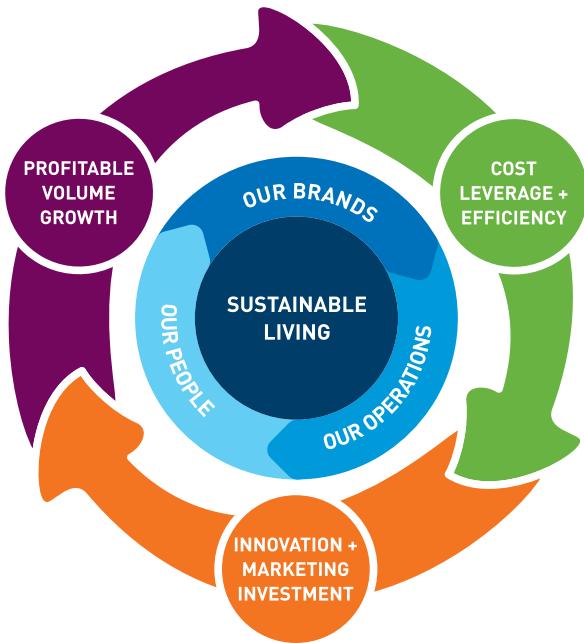 PROFITABLE
VOLUME
GROWTH
COST
LEVERAGE +
EFFICIENCY
OUR BRANDS
SUSTAINABLE
LIVING
OUR PEOPLE
OUR OPERATIONS
INNOVATION +
MARKETING
INVESTMENT